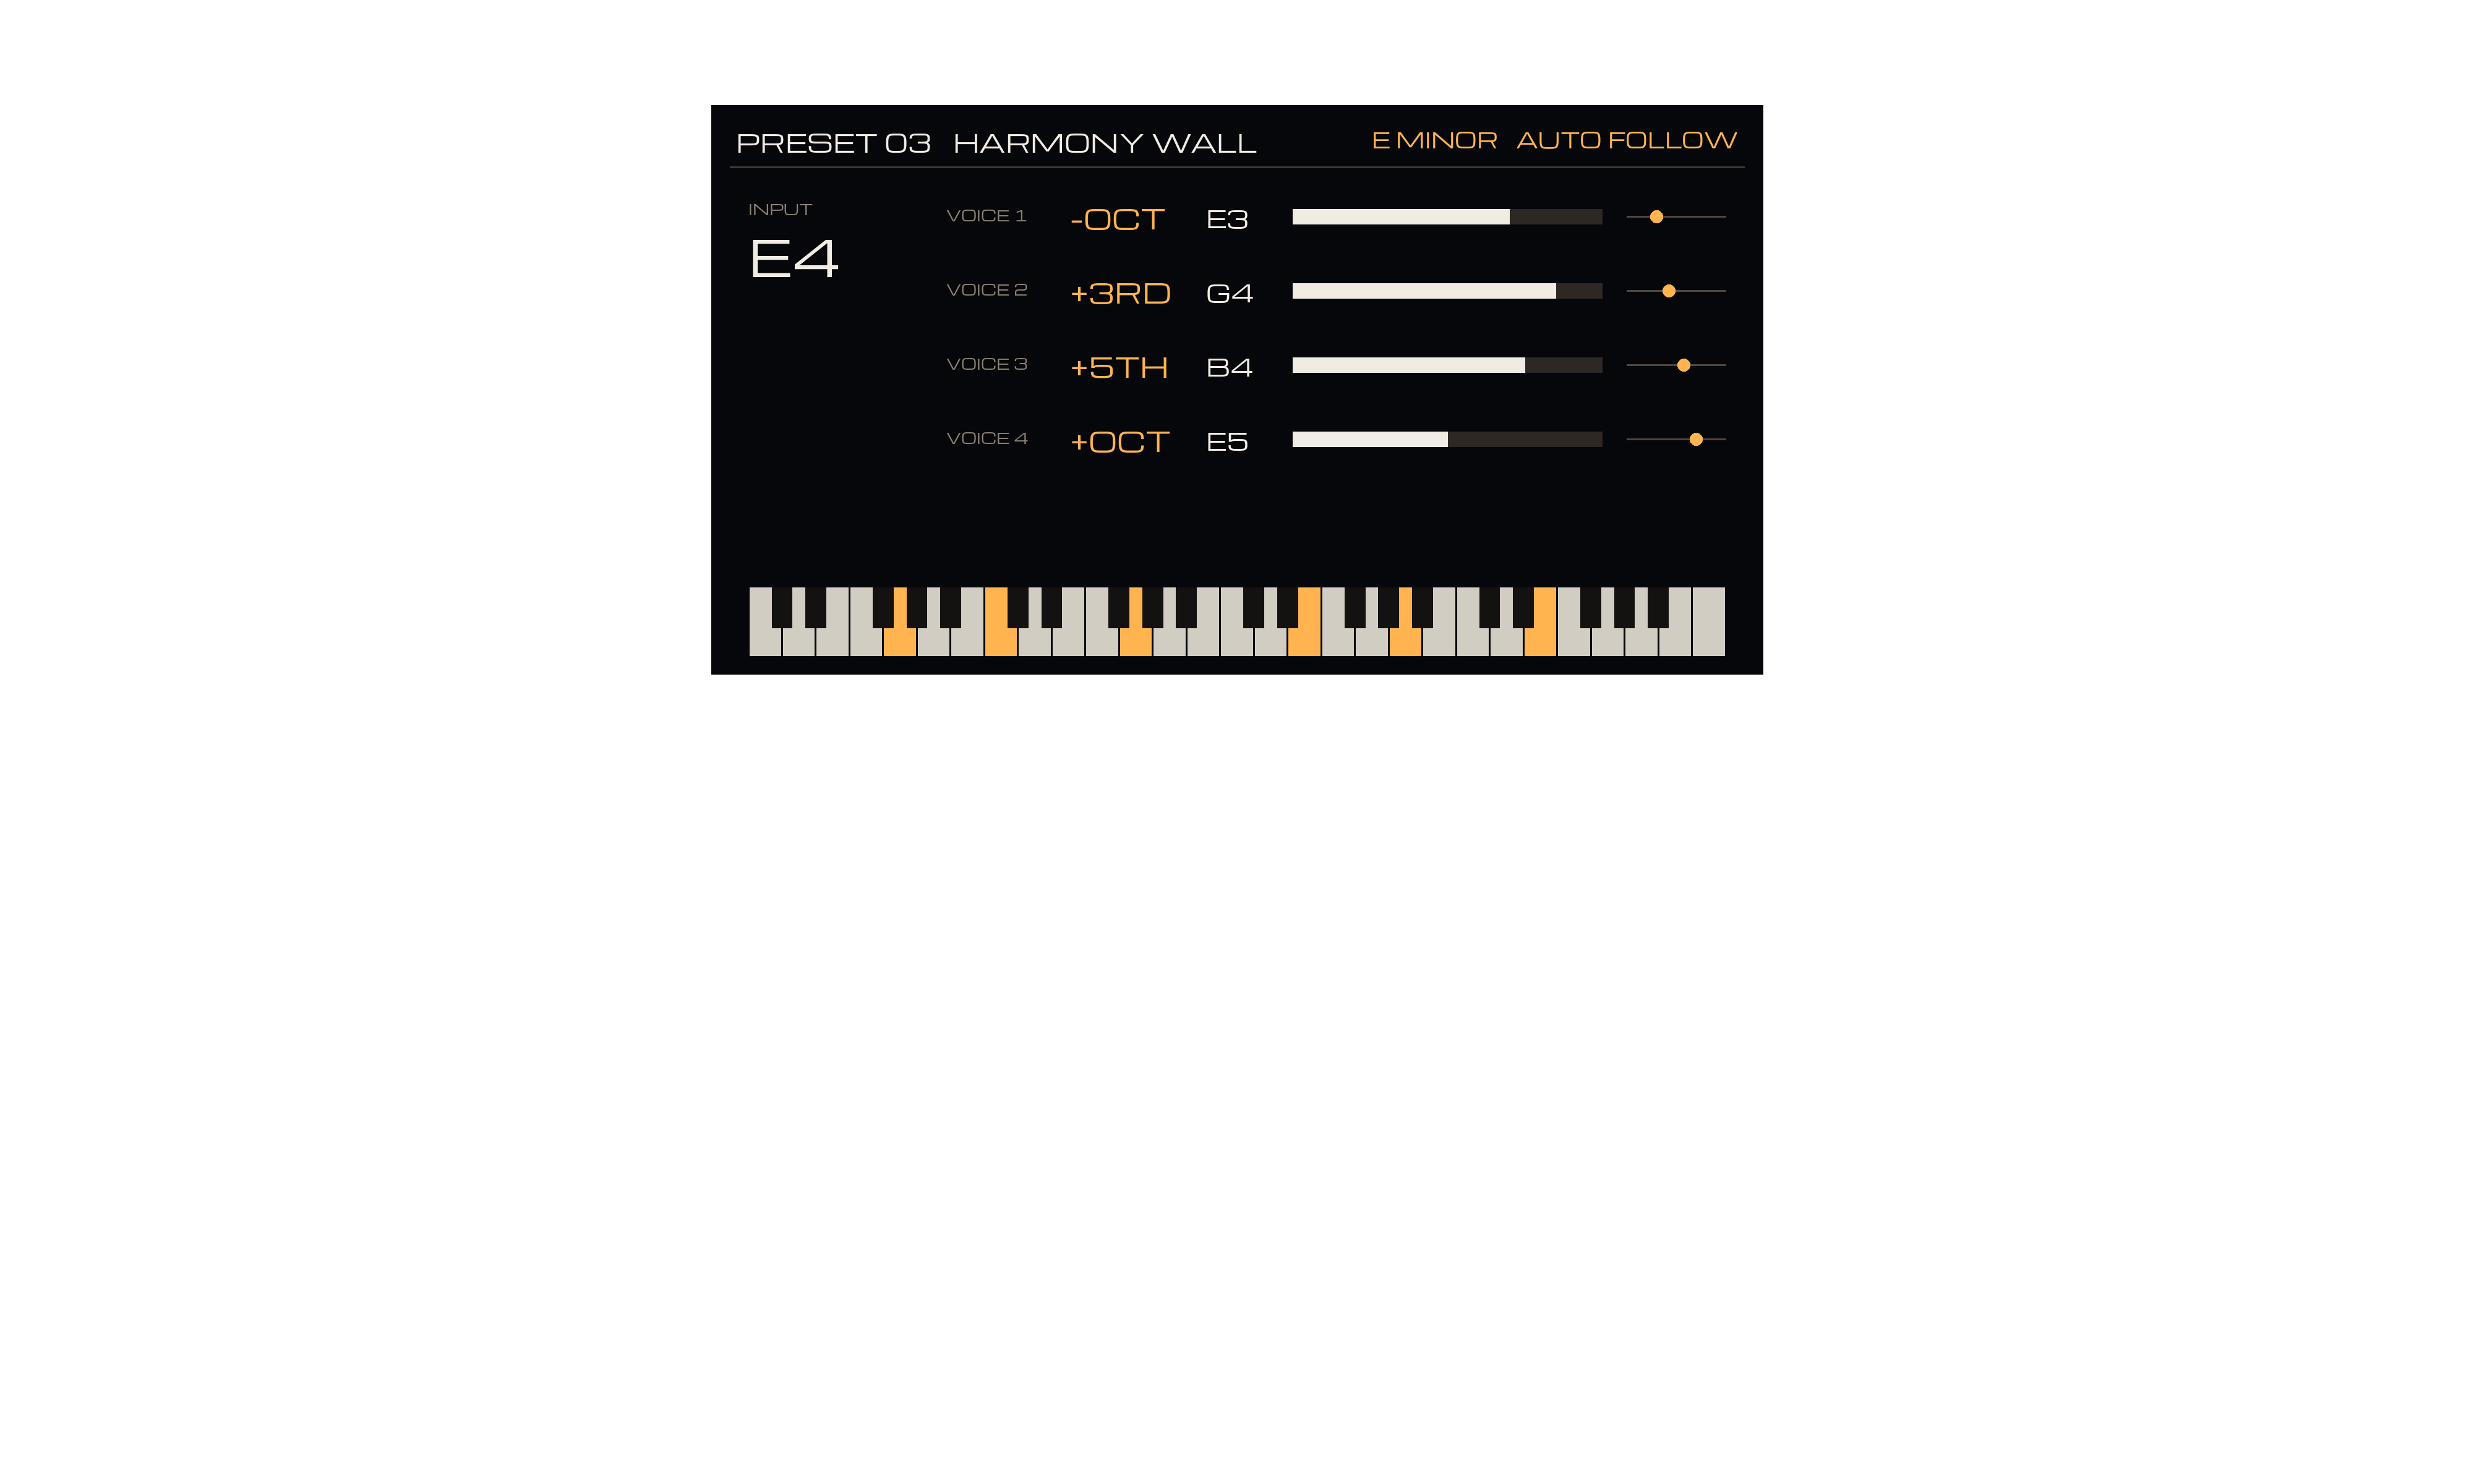 PRESET 03 HARMONY WALL
E MINOR AUTO FOLLOW
INPUT
E4
VOICE 1 -OCT E3
VOICE 2 +3RD G4
VOICE 3 +5TH B4
VOICE 4 +OCT E5